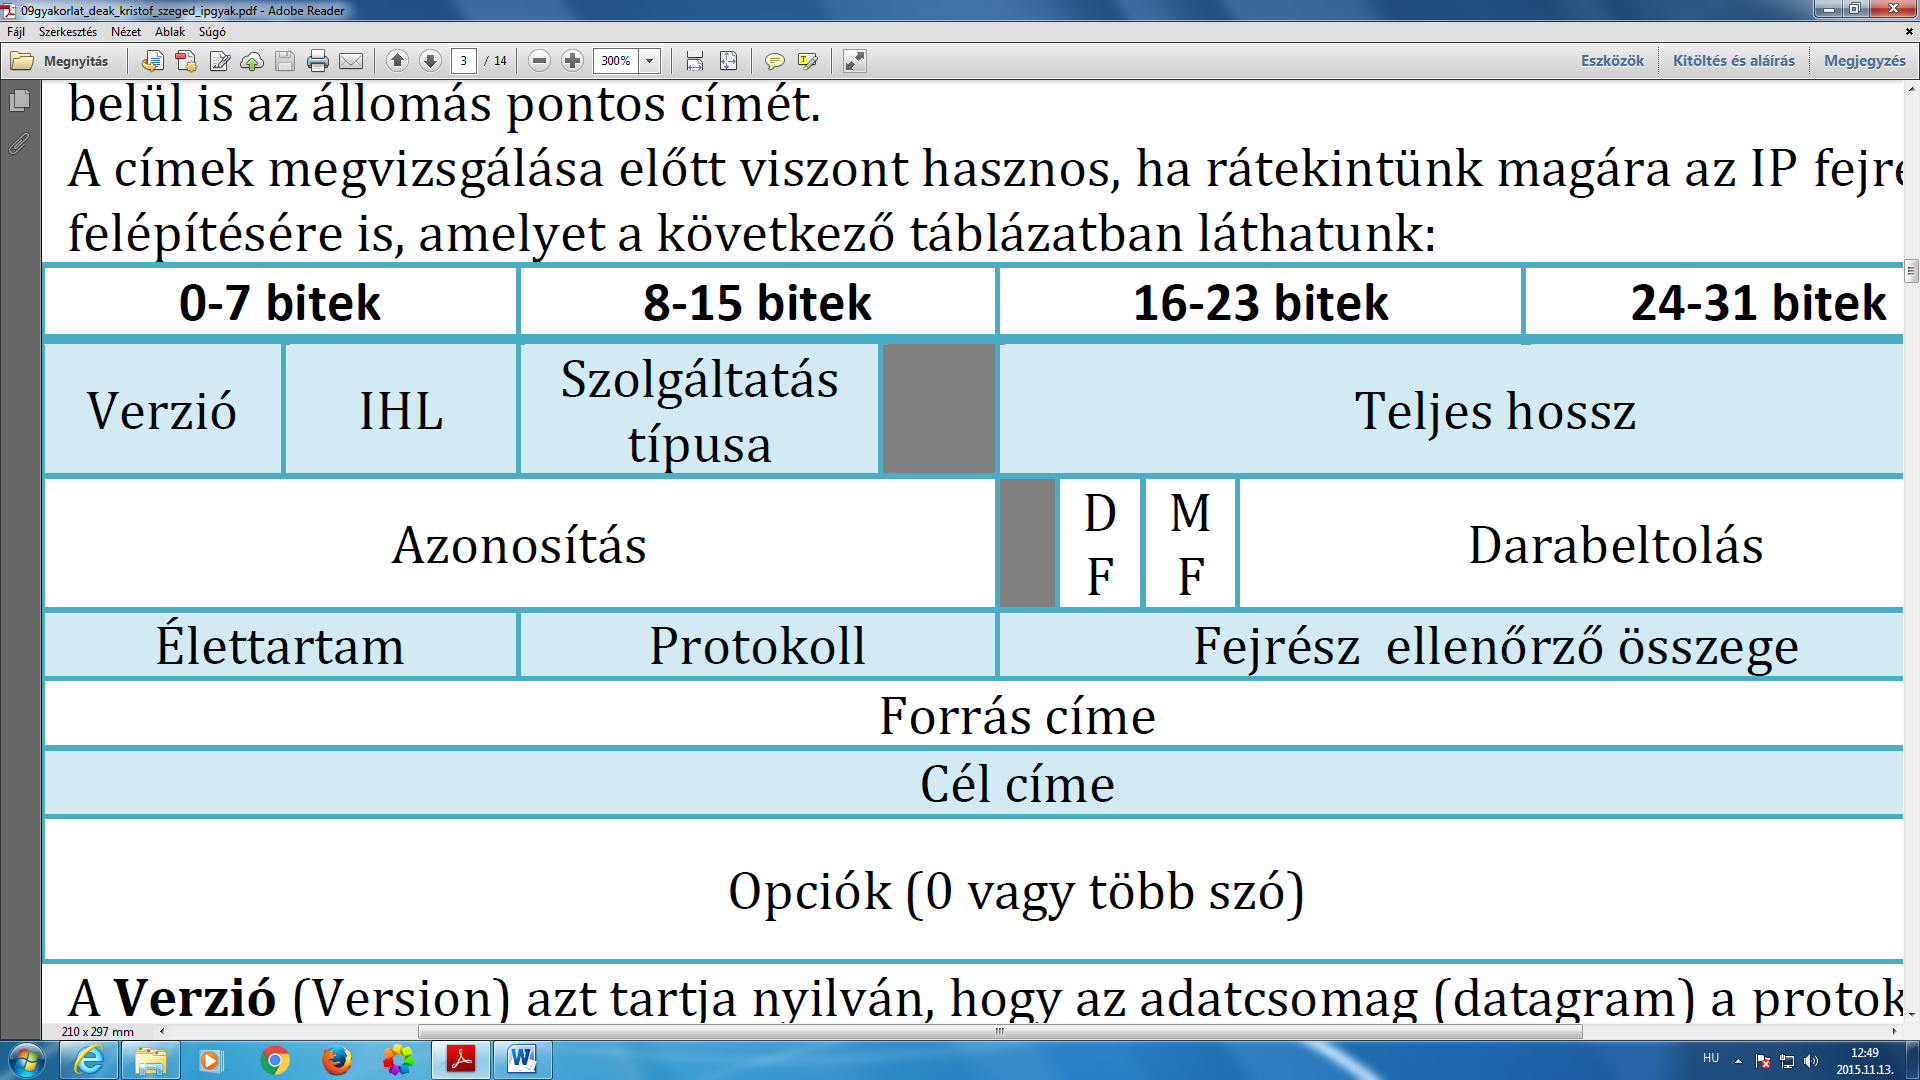 09gyakorlat_deak_kristof_szeged_ipgyak.pdf - Adobe Reader
Fájl Szerkesztés Nézet Ablak Súgó
Megnyitás 3 / 14 300% Eszközök Kitöltés és aláírás Megjegyzés
belül is az állomás pontos címét.
A címek megvizsgálása előtt viszont hasznos, ha rátekintünk magára az IP fejré
felépítésére is, amelyet a következő táblázatban láthatunk:
0-7 bitek 8-15 bitek 16-23 bitek 24-31 bitek
Verzió IHL Szolgáltatás
típusa
Teljes hossz
Azonosítás
D
F
M
F
Darabeltolás
Élettartam Protokoll Fejrész ellenőrző összege
Forrás címe
Cél címe
Opciók (0 vagy több szó)
A Verzió (Version) azt tartja nyilván, hogy az adatcsomag (datagram) a protok
210 x 297 mm
HU 12:49
2015.11.13.